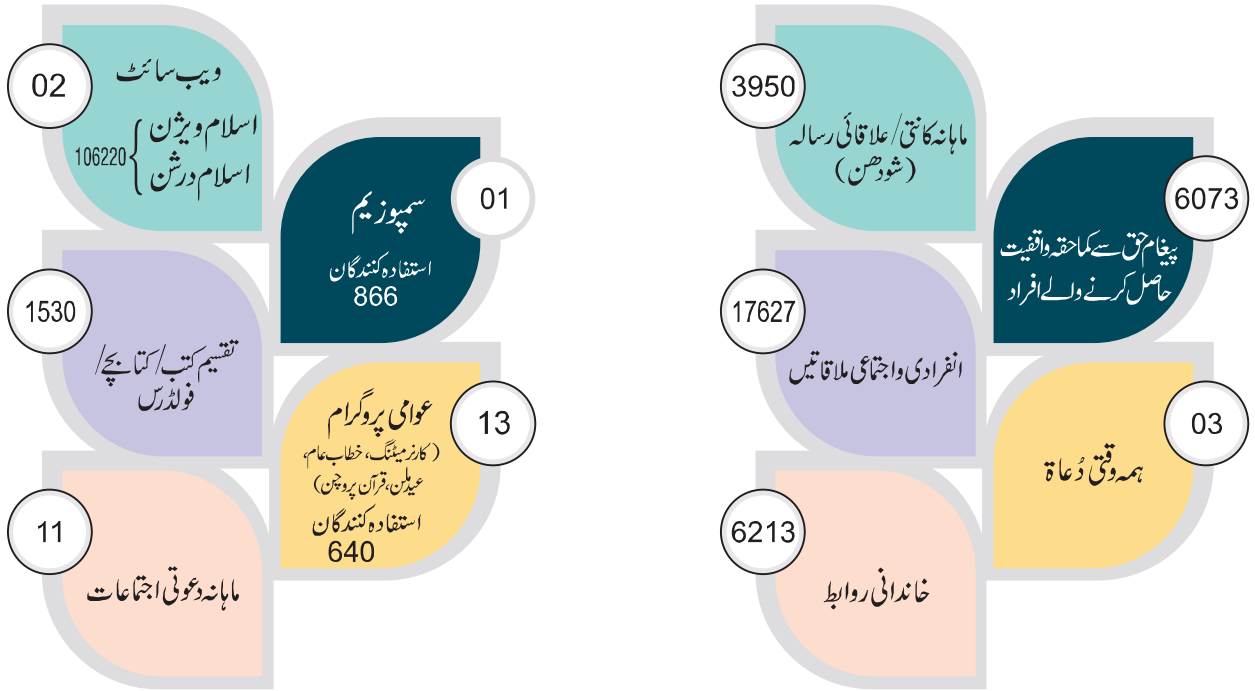 6073
پیغام حق سے کماحقہ واقفیت
حاصل کرنے والے افراد
3950
ماہانہ کانتی/علاقائی رسالہ
(شودھن)
03
ہمہ وقتی دُعاۃ
17627
انفرادی و اجتماعی ملاقاتیں
6213
خاندانی روابط
01
سمپوزیم
استفادہ کنندگان
866
02
ویب سائٹ
اسلام ویژن
اسلام درشن
106220
13
عوامی پروگرام
(کارنر میٹنگ، خطاب عام،
عید ملن، قرآن پروچن)
استفادہ کنندگان
640
1530
تقسیم کتب/کتابچے/
فولڈرس
11
ماہانہ دعوتی اجتماعات